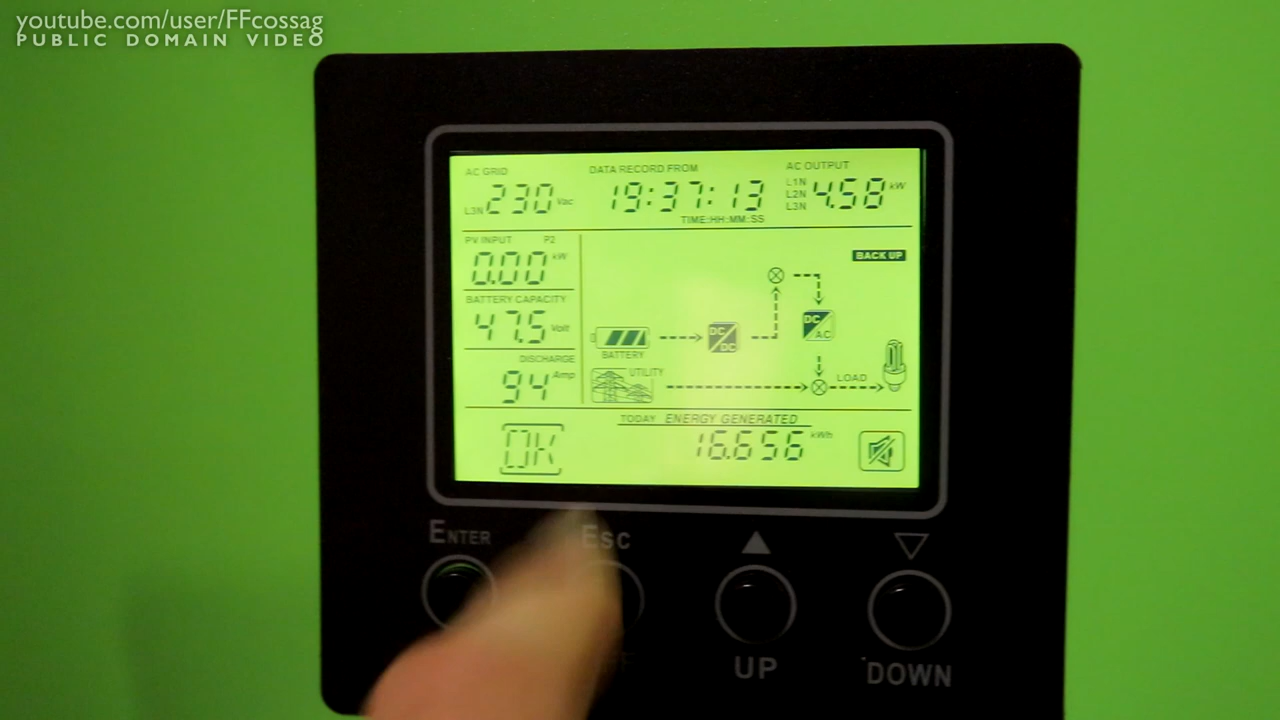 youtube.com/user/FFcossag
PUBLIC DOMAIN VIDEO
AC GRID
L3N 230 Vac
DATA RECORD FROM
19:37:13
TIME:HH:MM:SS
AC OUTPUT
L1N
L2N
L3N
4.58 kW
PV INPUT P2
0.00 kW
BATTERY CAPACITY
47.5 Volt
DISCHARGE
94 Amp
BACK UP
DC/DC
DC/AC
BATTERY
UTILITY
LOAD
OK
TODAY ENERGY GENERATED
16.656 kWh
ENTER
ESC
UP
DOWN